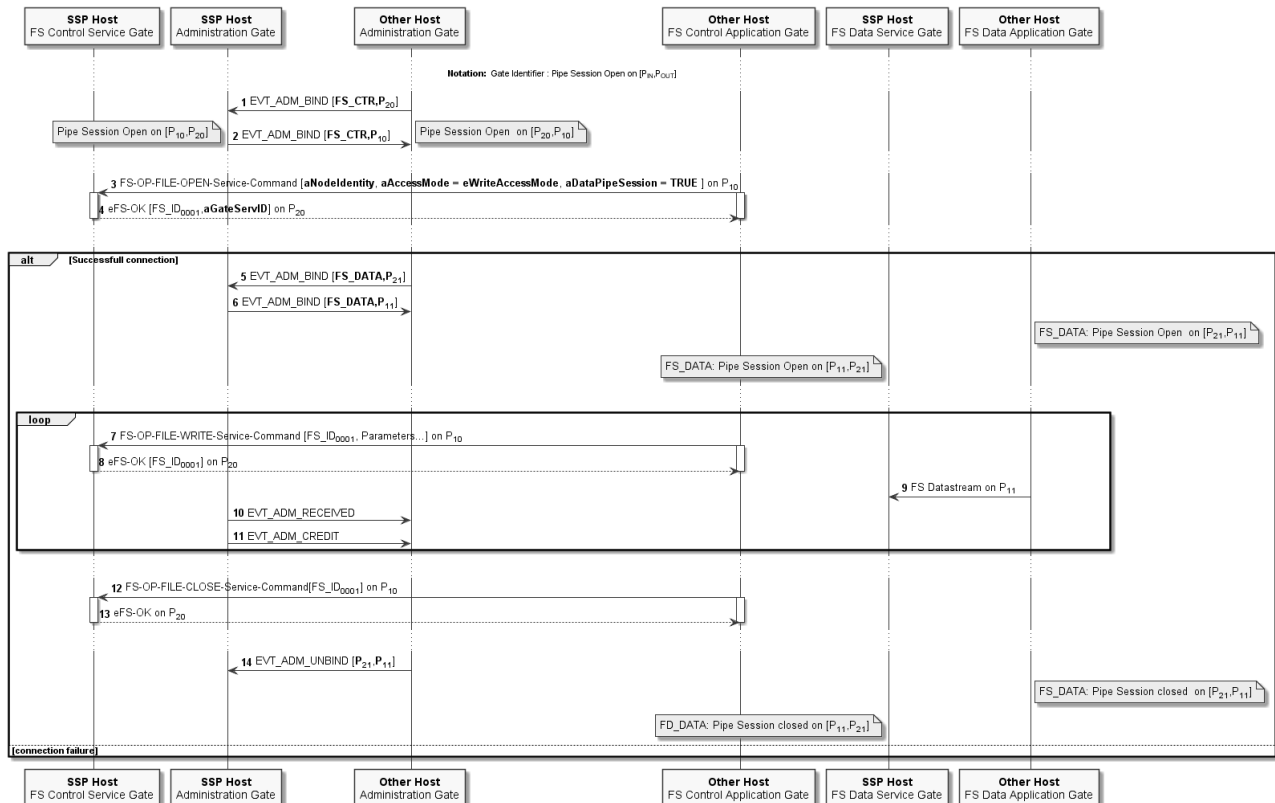 SSP Host
FS Control Service Gate
SSP Host
Administration Gate
Other Host
Administration Gate
Other Host
FS Control Application Gate
SSP Host
FS Data Service Gate
Other Host
FS Data Application Gate
Notation: Gate Identifier : Pipe Session Open on [PIN,POUT]
1 EVT_ADM_BIND [FS_CTR,P20]
Pipe Session Open on [P10,P20]
2 EVT_ADM_BIND [FS_CTR,P10]
Pipe Session Open on [P20,P10]
3 FS-OP-FILE-OPEN-Service-Command [aNodeIdentity, aAccessMode = eWriteAccessMode, aDataPipeSession = TRUE ] on P10
4 eFS-OK [FS_ID0001,aGateServID] on P20
alt [Successfull connection]
5 EVT_ADM_BIND [FS_DATA,P21]
6 EVT_ADM_BIND [FS_DATA,P11]
FS_DATA: Pipe Session Open on [P21,P11]
FS_DATA: Pipe Session Open on [P11,P21]
loop
7 FS-OP-FILE-WRITE-Service-Command [FS_ID0001, Parameters...] on P10
8 eFS-OK [FS_ID0001] on P20
9 FS Datastream on P11
10 EVT_ADM_RECEIVED
11 EVT_ADM_CREDIT
12 FS-OP-FILE-CLOSE-Service-Command[FS_ID0001] on P10
13 eFS-OK on P20
14 EVT_ADM_UNBIND [P21,P11]
FS_DATA: Pipe Session closed on [P21,P11]
FD_DATA: Pipe Session closed on [P11,P21]
[connection failure]
SSP Host
FS Control Service Gate
SSP Host
Administration Gate
Other Host
Administration Gate
Other Host
FS Control Application Gate
SSP Host
FS Data Service Gate
Other Host
FS Data Application Gate